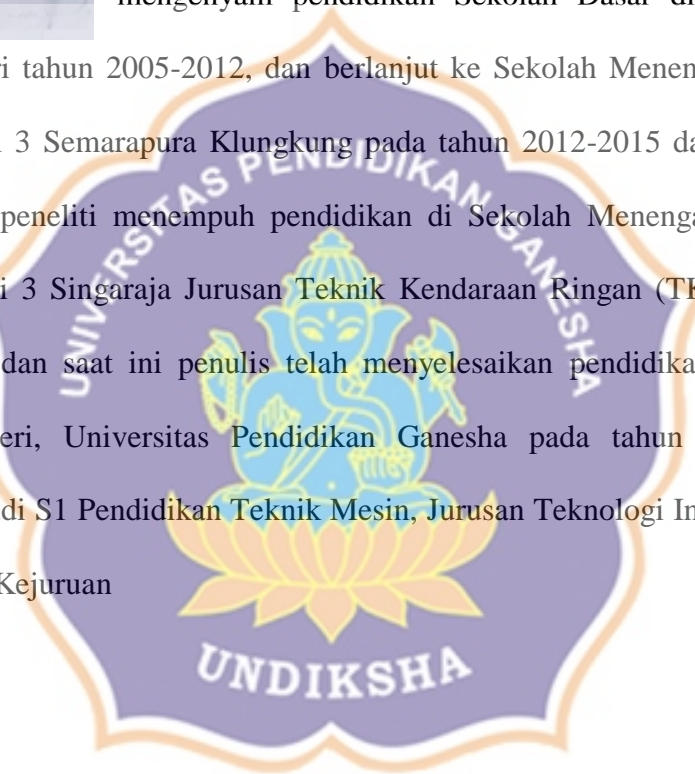 mengenyam pendidikan Sekolah Dasar di
ri tahun 2005-2012, dan berlanjut ke Sekolah Menen
3 Semarapura Klungkung pada tahun 2012-2015 da
peneliti menempuh pendidikan di Sekolah Menenga
i 3 Singaraja Jurusan Teknik Kendaraan Ringan (TK
dan saat ini penulis telah menyelesaikan pendidika
eri, Universitas Pendidikan Ganesha pada tahun
di S1 Pendidikan Teknik Mesin, Jurusan Teknologi In
Kejuruan
UNIVERSITAS PENDIDIKAN GANESHA
UNDIKSHA